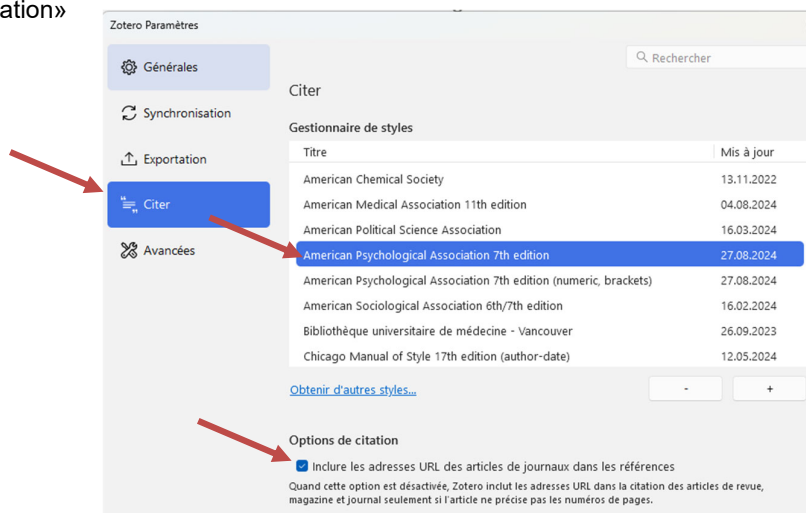 ation»
Zotero Paramètres
Générales
Synchronisation
Exportation
Citer
Avancées
Rechercher
Citer
Gestionnaire de styles
Titre Mis à jour
American Chemical Society 13.11.2022
American Medical Association 11th edition 04.08.2024
American Political Science Association 16.03.2024
American Psychological Association 7th edition 27.08.2024
American Psychological Association 7th edition (numeric, brackets) 27.08.2024
American Sociological Association 6th/7th edition 16.02.2024
Bibliothèque universitaire de médecine - Vancouver 26.09.2023
Chicago Manual of Style 17th edition (author-date) 12.05.2024
Obtenir d'autres styles... - +
Options de citation
Inclure les adresses URL des articles de journaux dans les références
Quand cette option est désactivée, Zotero inclut les adresses URL dans la citation des articles de revue,
magazine et journal seulement si l'article ne précise pas les numéros de pages.